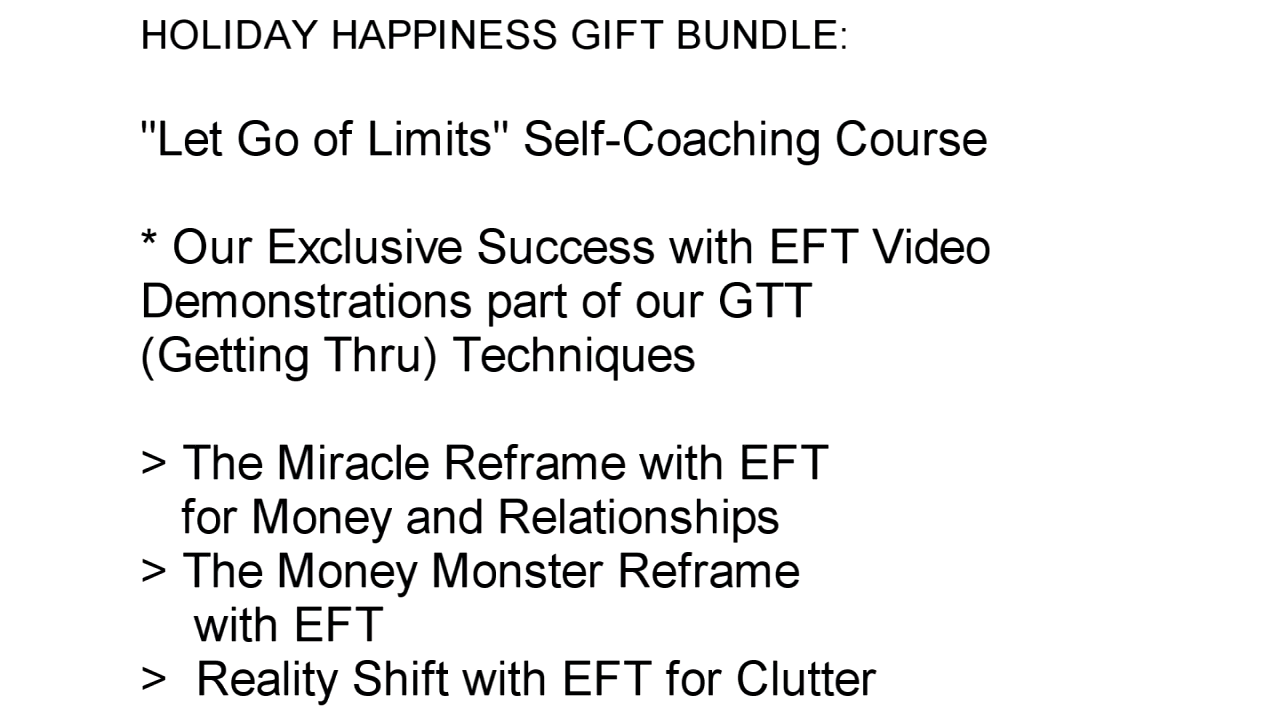 HOLIDAY HAPPINESS GIFT BUNDLE:
"Let Go of Limits" Self-Coaching Course
* Our Exclusive Success with EFT Video
Demonstrations part of our GTT
(Getting Thru) Techniques
> The Miracle Reframe with EFT
for Money and Relationships
> The Money Monster Reframe
with EFT
> Reality Shift with EFT for Clutter